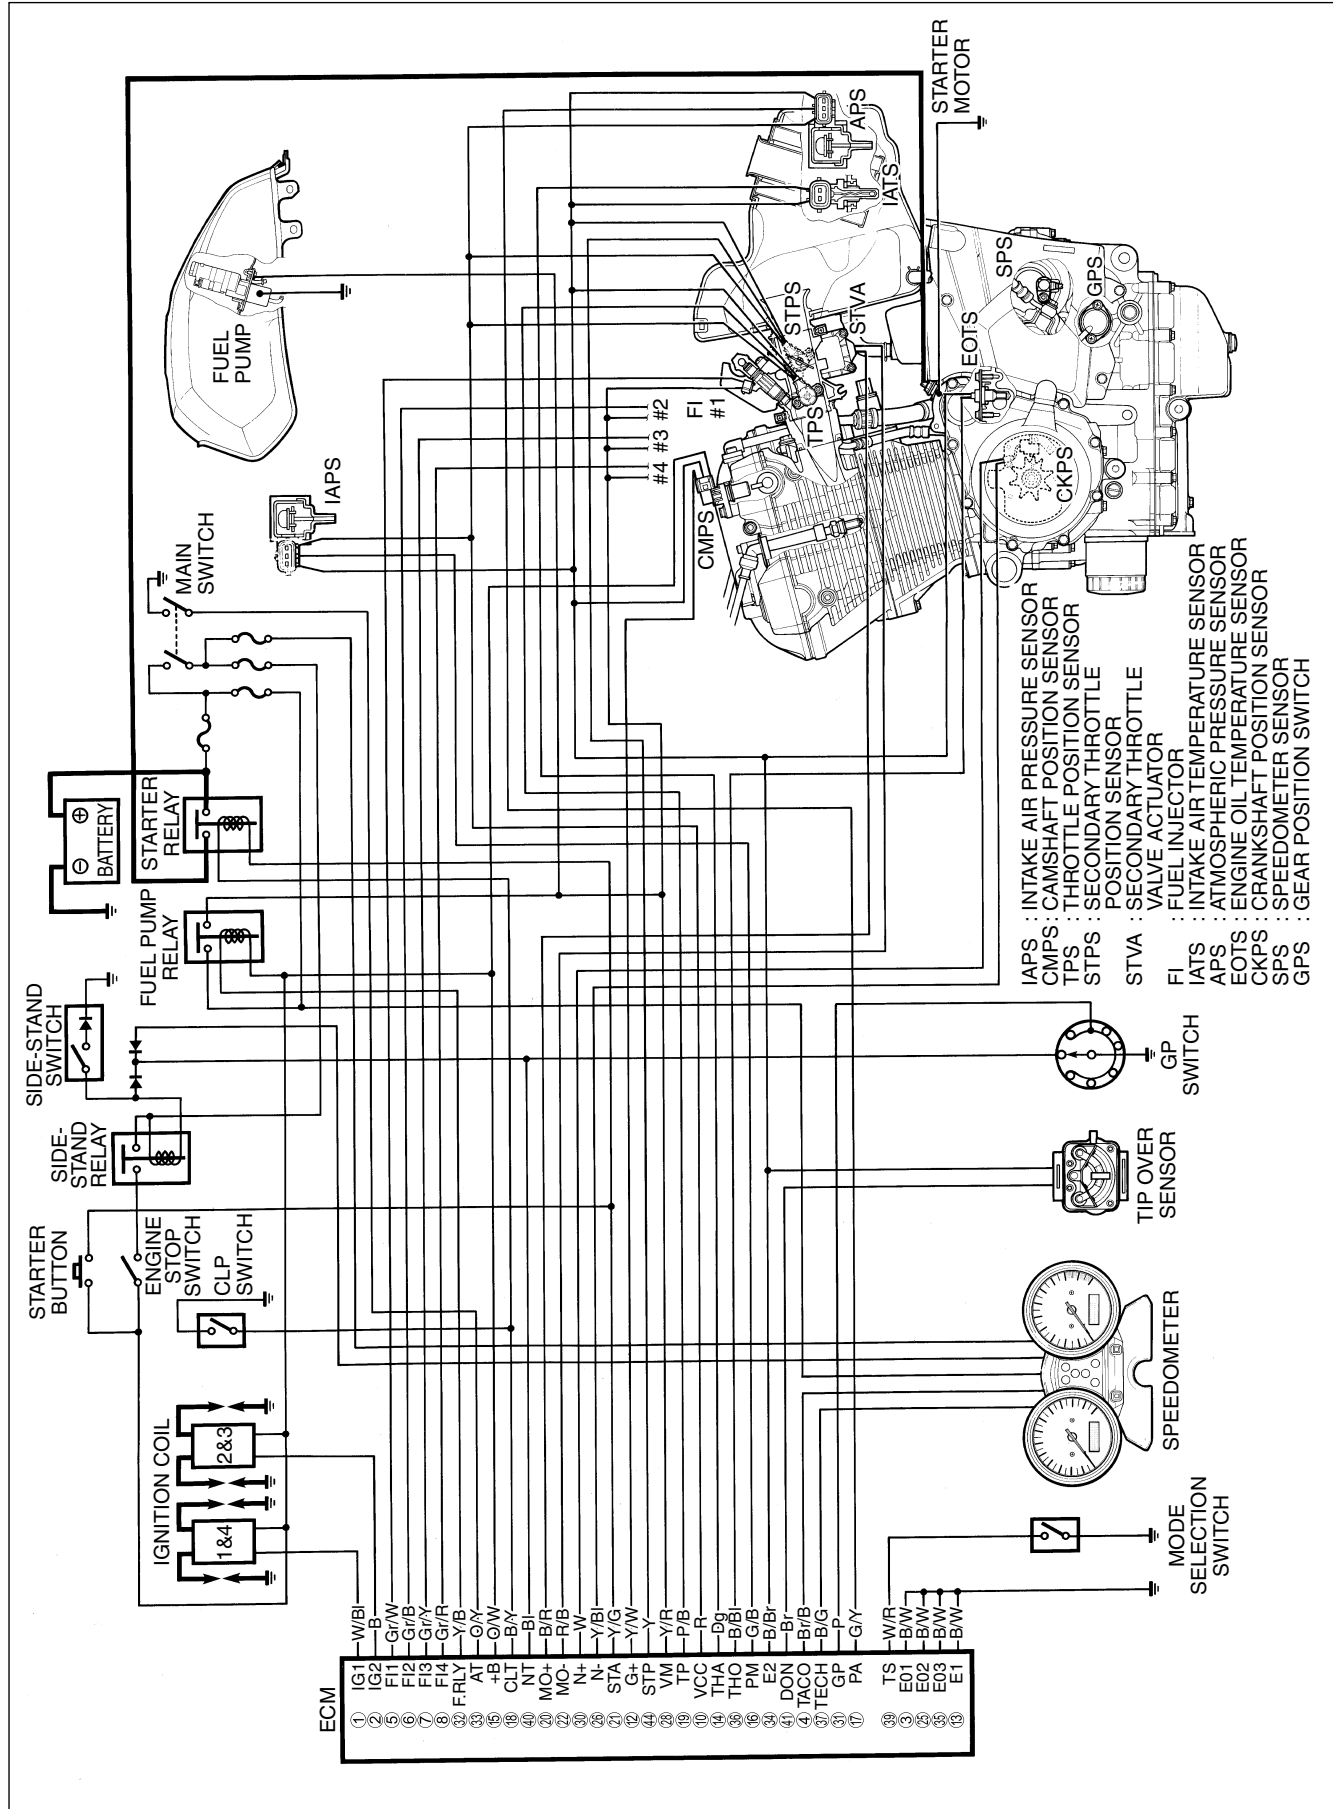 STARTER
MOTOR
APS
IATS
SPS
GPS
STPS
STVA
EOTS
FUEL
PUMP
FI
#1
#2
#3
#4
TPS
CKPS
CMPS
IAPS
MAIN
SWITCH
BATTERY
STARTER
RELAY
FUEL PUMP
RELAY
SIDE-STAND
SWITCH
SIDE-
STAND
RELAY
STARTER
BUTTON
ENGINE
STOP
SWITCH
CLP
SWITCH
IGNITION COIL
2&3
1&4
IAPS : INTAKE AIR PRESSURE SENSOR
CMPS : CAMSHAFT POSITION SENSOR
TPS : THROTTLE POSITION SENSOR
STPS : SECONDARY THROTTLE
POSITION SENSOR
STVA : SECONDARY THROTTLE
VALVE ACTUATOR
FI : FUEL INJECTOR
IATS : INTAKE AIR TEMPERATURE SENSOR
APS : ATMOSPHERIC PRESSURE SENSOR
EOTS : ENGINE OIL TEMPERATURE SENSOR
CKPS : CRANKSHAFT POSITION SENSOR
SPS : SPEEDOMETER SENSOR
GPS : GEAR POSITION SWITCH
GP
SWITCH
TIP OVER
SENSOR
SPEEDOMETER
MODE
SELECTION
SWITCH
ECM
① IG1 W/Bl
② IG2 B
⑤ FI1 Gr/W
⑥ FI2 Gr/B
⑦ FI3 Gr/Y
⑧ FI4 Gr/R
㉜ F.RLY Y/B
㉝ AT O/Y
⑮ +B O/W
⑱ CLT B/Y
㊵ NT Bl
⑳ MO+ B/R
㉒ MO- R/B
㉚ N+ W
㉖ N- Y/Bl
㉑ STA Y/G
⑫ G+ Y/W
㊹ STP Y
㉘ VM Y/R
⑲ TP P/B
⑩ VCC R
⑭ THA Dg
㊱ THO B/Bl
⑯ PM G/B
㉞ E2 B/Br
㊶ DON Br
④ TACO Br/B
㊲ TECH B/G
㉛ GP P
⑰ PA G/Y
㊴ TS W/R
③ E01 B/W
㉕ E02 B/W
㉟ E03 B/W
⑬ E1 B/W